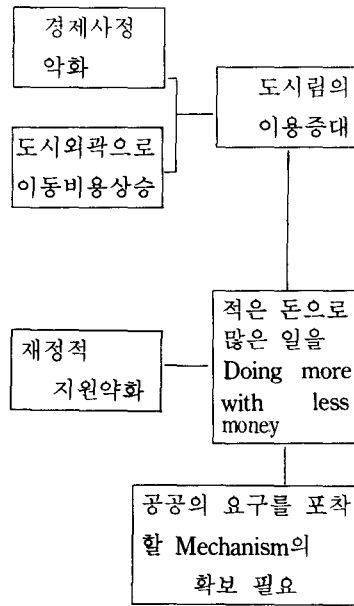 경제사정
악화
도시외곽으로
이동비용상승
도시림의
이용증대
재정적
지원약화
적은 돈으로
많은 일을
Doing more
with less
money
공공의 요구를 포착
할 Mechanism의
확보 필요